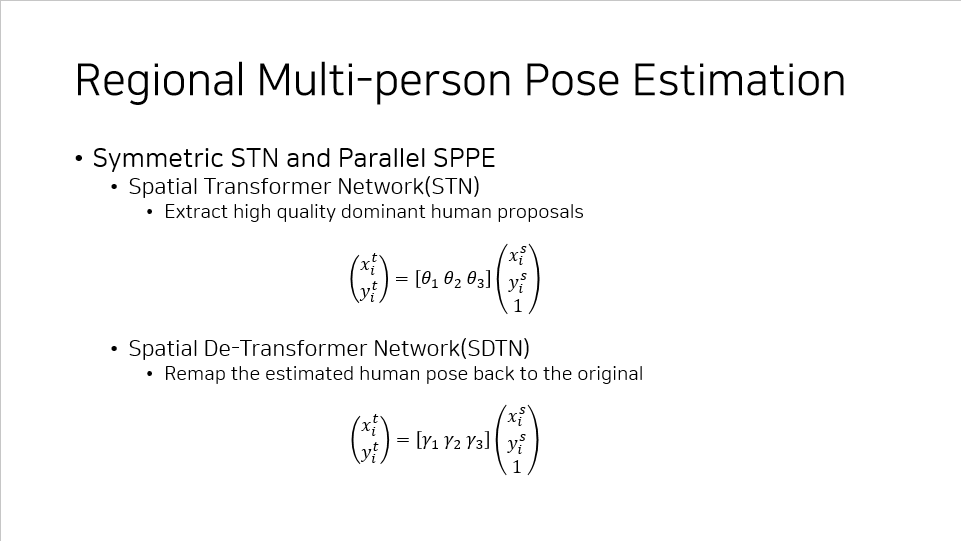 Regional Multi-person Pose Estimation
• Symmetric STN and Parallel SPPE
• Spatial Transformer Network(STN)
• Extract high quality dominant human proposals
$\begin{pmatrix} x_i^t \\ y_i^t \end{pmatrix} = [\theta_1 \ \theta_2 \ \theta_3] \begin{pmatrix} x_i^s \\ y_i^s \\ 1 \end{pmatrix}$
• Spatial De-Transformer Network(SDTN)
• Remap the estimated human pose back to the original
$\begin{pmatrix} x_i^t \\ y_i^t \end{pmatrix} = [\gamma_1 \ \gamma_2 \ \gamma_3] \begin{pmatrix} x_i^s \\ y_i^s \\ 1 \end{pmatrix}$